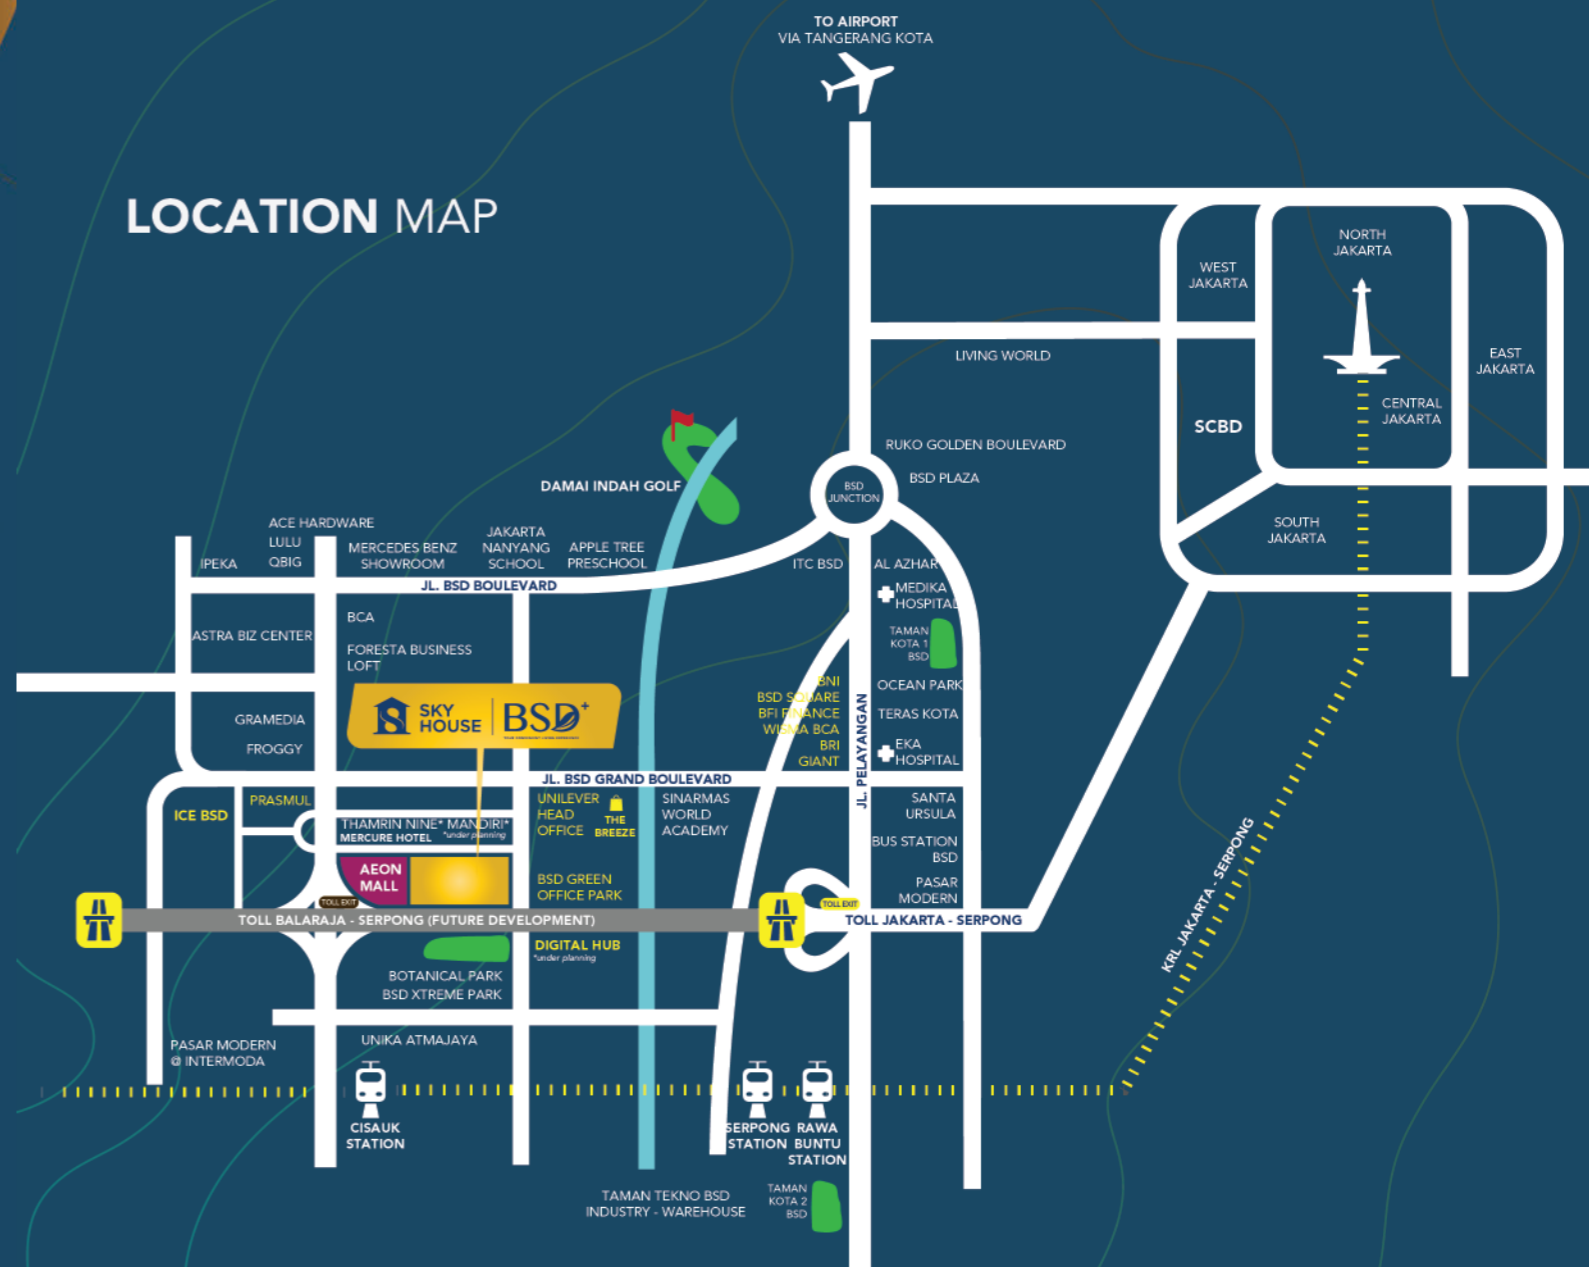 TO AIRPORT
VIA TANGERANG KOTA
LOCATION MAP
NORTH
JAKARTA
WEST
JAKARTA
LIVING WORLD
EAST
JAKARTA
CENTRAL
JAKARTA
SCBD
RUKO GOLDEN BOULEVARD
BSD PLAZA
BSD
JUNCTION
DAMAI INDAH GOLF
SOUTH
JAKARTA
ACE HARDWARE
LULU
QBIG
IPEKA
MERCEDES BENZ
SHOWROOM
JAKARTA
NANYANG
SCHOOL
APPLE TREE
PRESCHOOL
ITC BSD
AL AZHAR
JL. BSD BOULEVARD
MEDIKA
HOSPITAL
BCA
ASTRA BIZ CENTER
FORESTA BUSINESS
LOFT
TAMAN
KOTA 1
BSD
BNI
BSD SQUARE
BFI FINANCE
WISMA BCA
BRI
GIANT
JL. PELAYANGAN
OCEAN PARK
TERAS KOTA
EKA
HOSPITAL
SKY
HOUSE
BSD+
GRAMEDIA
FROGGY
JL. BSD GRAND BOULEVARD
ICE BSD
PRASMUL
THAMRIN NINE* MANDIRI*
MERCURE HOTEL
*under planning
UNILEVER
HEAD
OFFICE
THE
BREEZE
SINARMAS
WORLD
ACADEMY
SANTA
URSULA
BUS STATION
BSD
PASAR
MODERN
AEON
MALL
BSD GREEN
OFFICE PARK
TOLL EXIT
TOLL EXIT
TOLL BALARAJA - SERPONG (FUTURE DEVELOPMENT)
TOLL JAKARTA - SERPONG
KRL JAKARTA - SERPONG
DIGITAL HUB
*under planning
BOTANICAL PARK
BSD XTREME PARK
PASAR MODERN
@ INTERMODA
UNIKA ATMAJAYA
CISAUK
STATION
SERPONG
STATION
RAWA
BUNTU
STATION
TAMAN TEKNO BSD
INDUSTRY - WAREHOUSE
TAMAN
KOTA 2
BSD